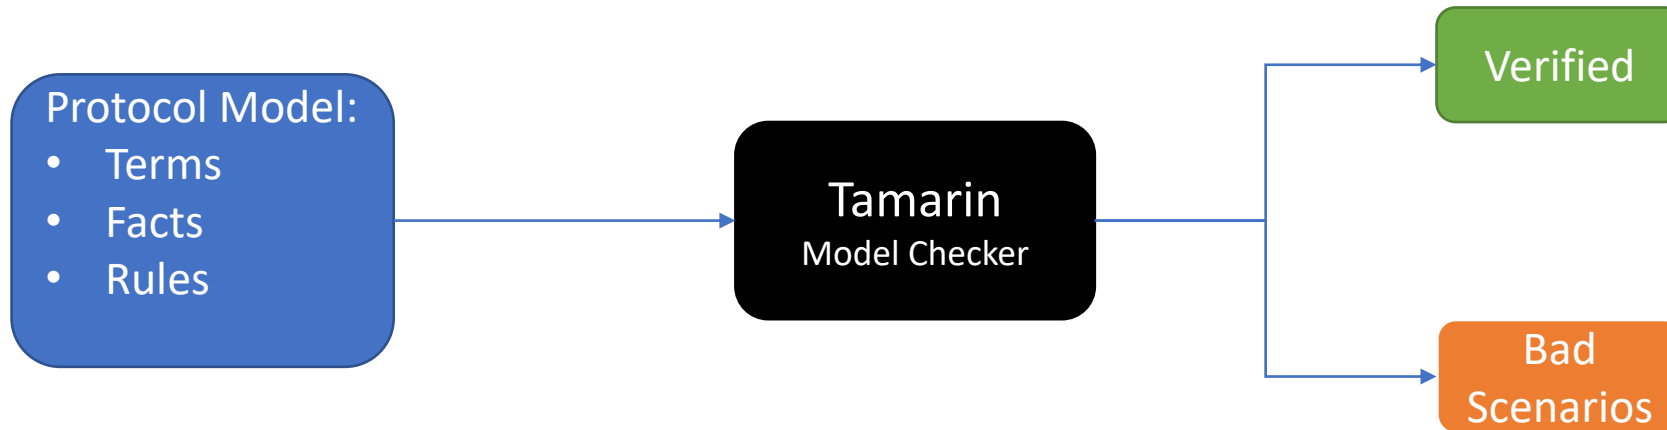 Protocol Model:
• Terms
• Facts
• Rules
Tamarin
Model Checker
Verified
Bad
Scenarios